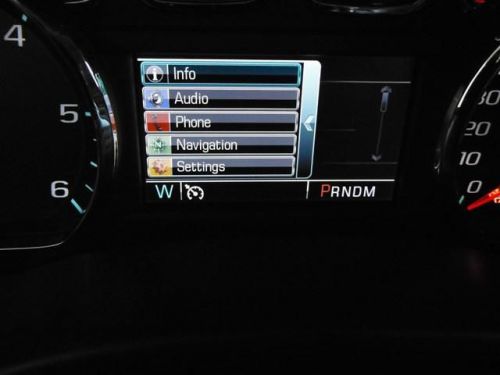 4
5
6
Info
Audio
Phone
Navigation
Settings
W
PRNDM
30
20
10
0